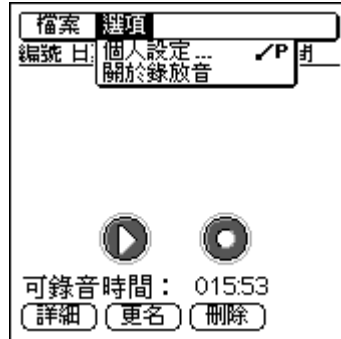 檔案 選項
編號 日
個人設定... ✓P
關於錄放音
可錄音時間： 015:53
詳細 更名 刪除